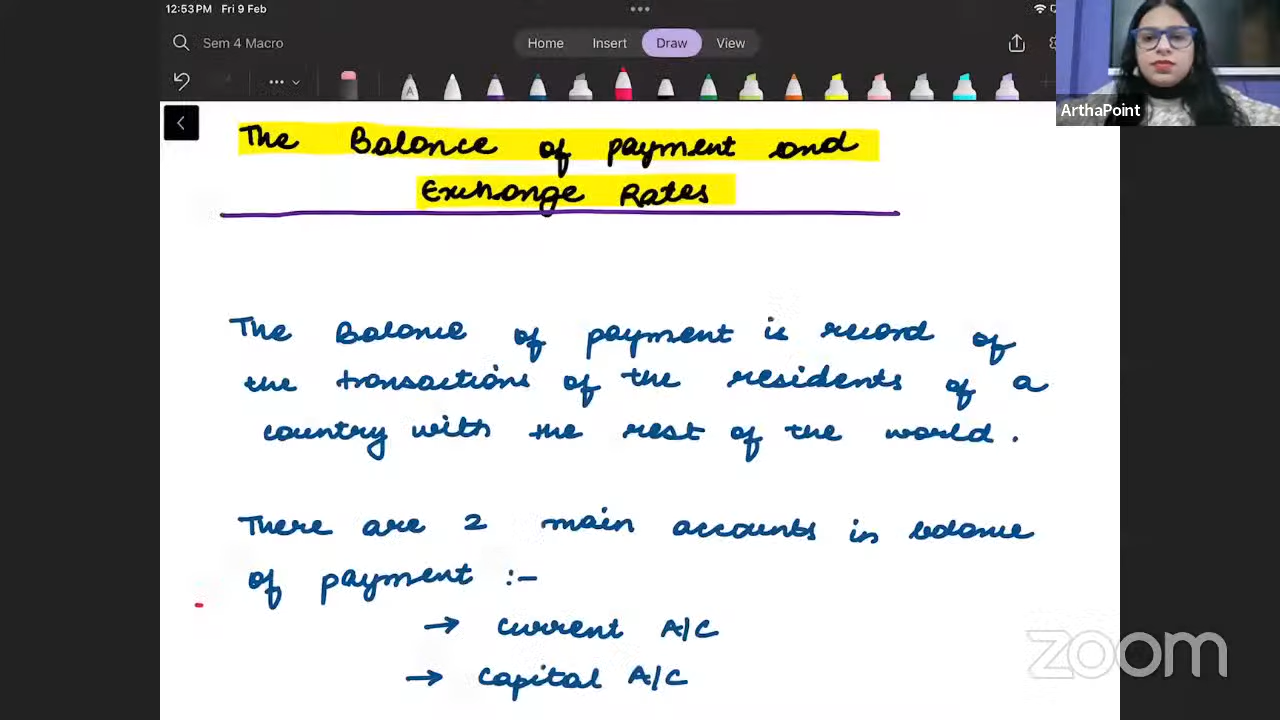 12:53 PM Fri 9 Feb
Sem 4 Macro
Home Insert Draw View
A
ArthaPoint
The Balance of payment and
Exchange Rates
The Balance of payment is record of
the transactions of the residents of a
country with the rest of the world.
There are 2 main accounts in balance
of payment :-
→ Current A/C
→ Capital A/C
zoom